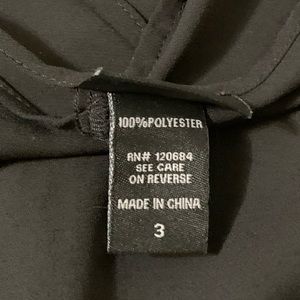 100%POLYESTER
RN# 120684
SEE CARE
ON REVERSE
MADE IN CHINA
3